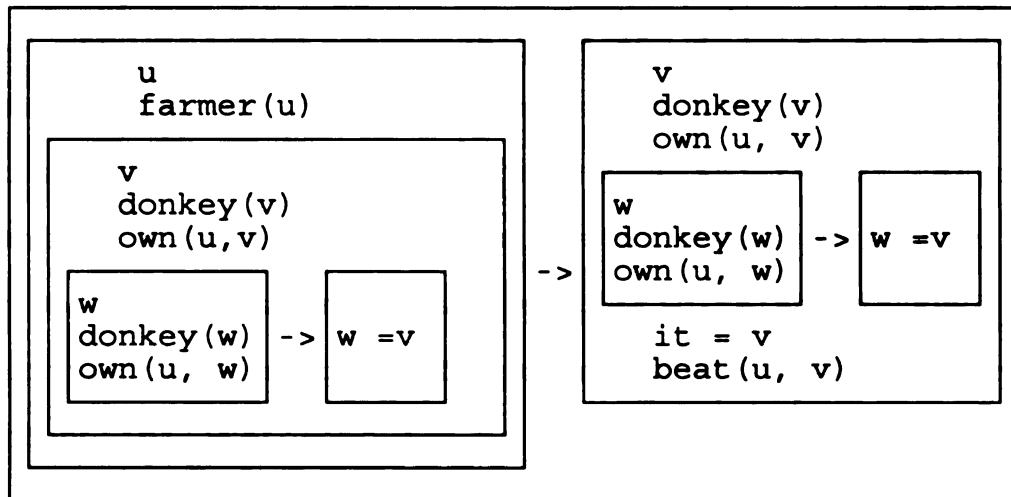 u
farmer(u)
v
donkey(v)
own(u,v)
w
donkey(w)
own(u, w)
->
w =v
->
v
donkey(v)
own(u, v)
w
donkey(w)
own(u, w)
->
w =v
it = v
beat(u, v)